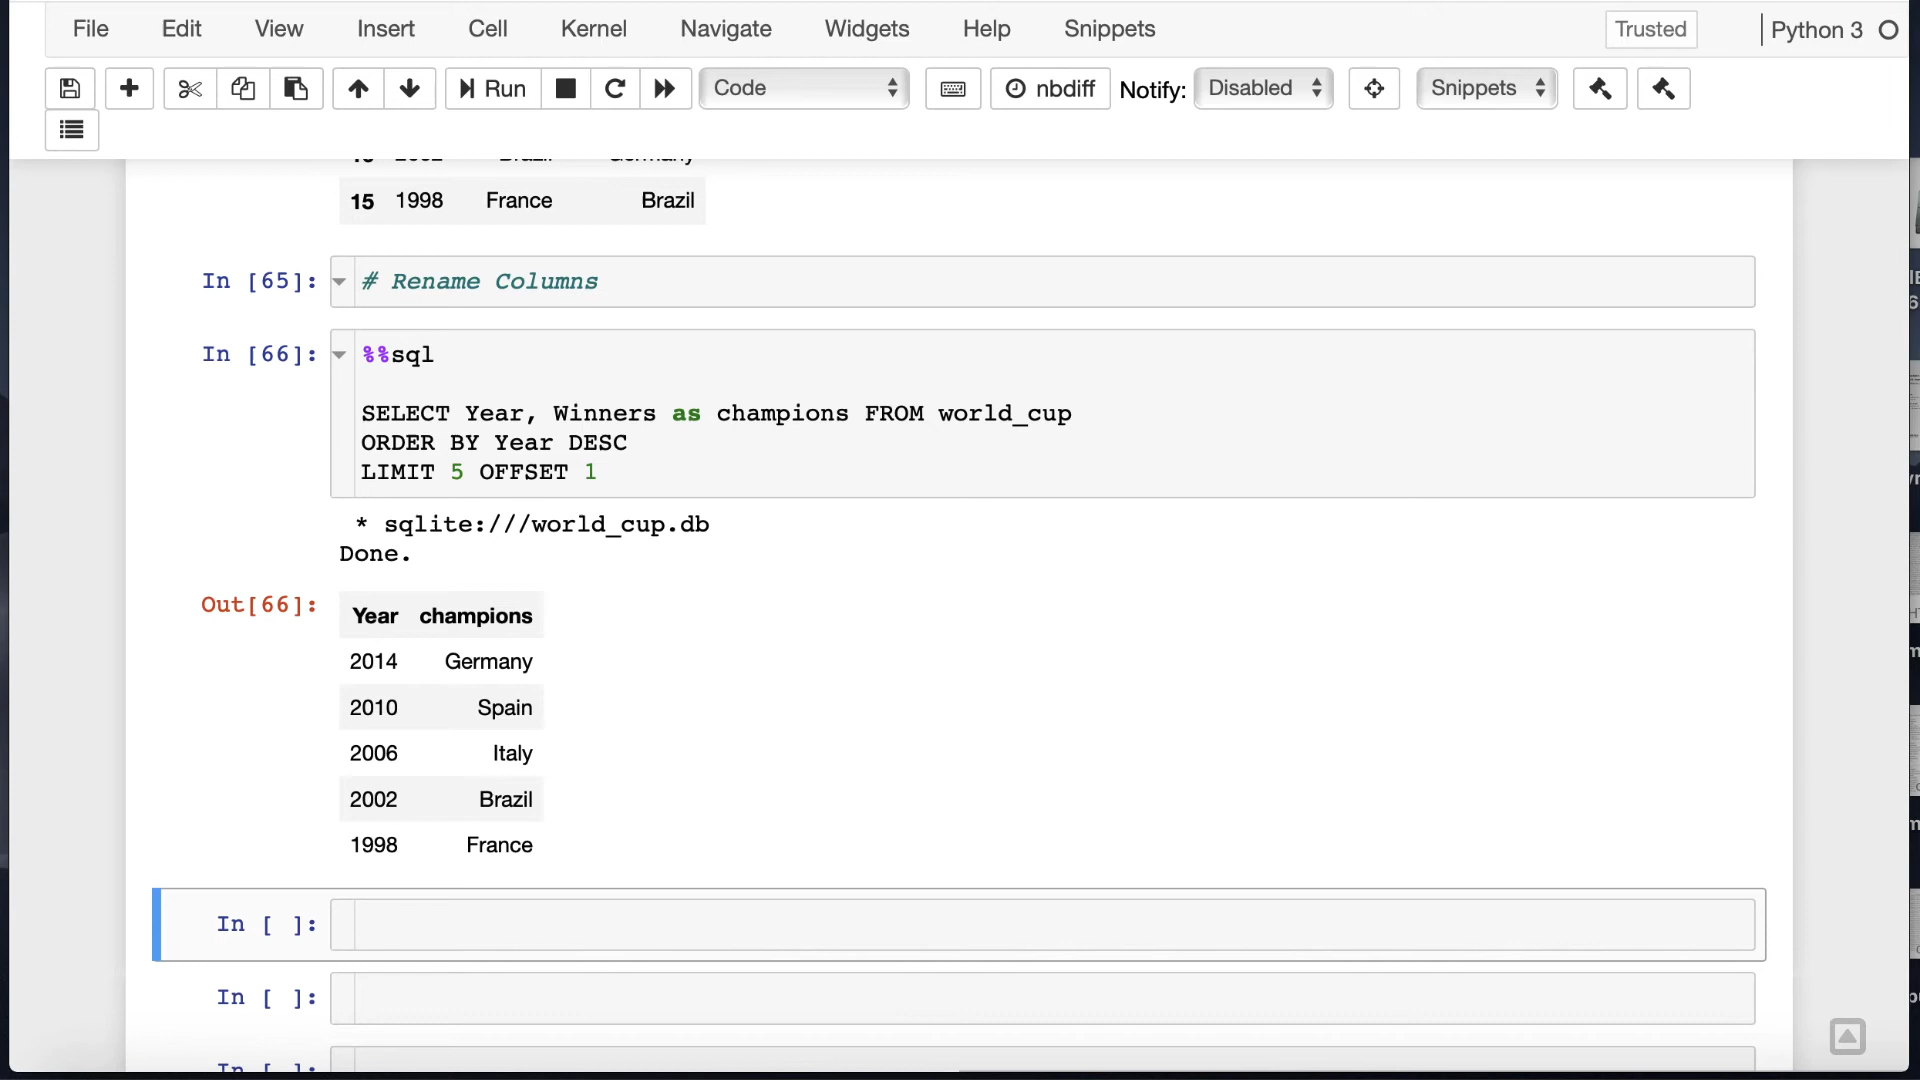 File Edit View Insert Cell Kernel Navigate Widgets Help Snippets Trusted Python 3
Run Code nbdiff Notify: Disabled Snippets
15 1998 France Brazil
In [65]: # Rename Columns
In [66]: %%sql
SELECT Year, Winners as champions FROM world_cup
ORDER BY Year DESC
LIMIT 5 OFFSET 1
* sqlite:///world_cup.db
Done.
Out[66]: Year champions
2014 Germany
2010 Spain
2006 Italy
2002 Brazil
1998 France
In [ ]:
In [ ]:
In [ ]: